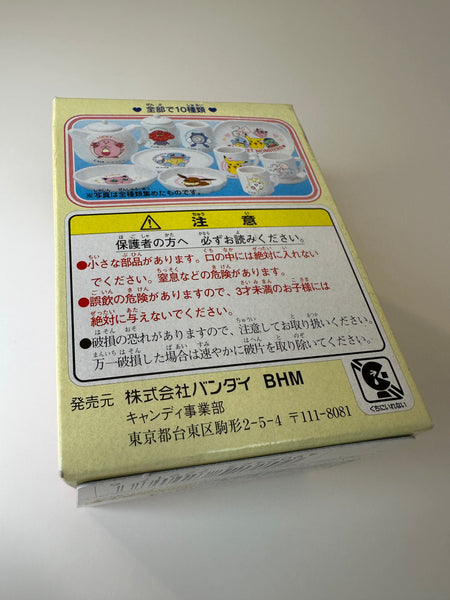 ♥全部で10種類♥
※写真は全種類集めたものです。
注意
保護者の方へ 必ずお読みください。
●小さな部品があります。口の中には絶対に入れない
でください。窒息などの危険があります。
●誤飲の危険がありますので、3才未満のお子様には
絶対に与えないでください。
●破損の恐れがありますので、注意してお取り扱いください。
万一破損した場合は速やかに破片を取り除いてください。
発売元 株式会社バンダイ BHM
キャンディ事業部
東京都台東区駒形2-5-4 〒111-8081
くちにいれない